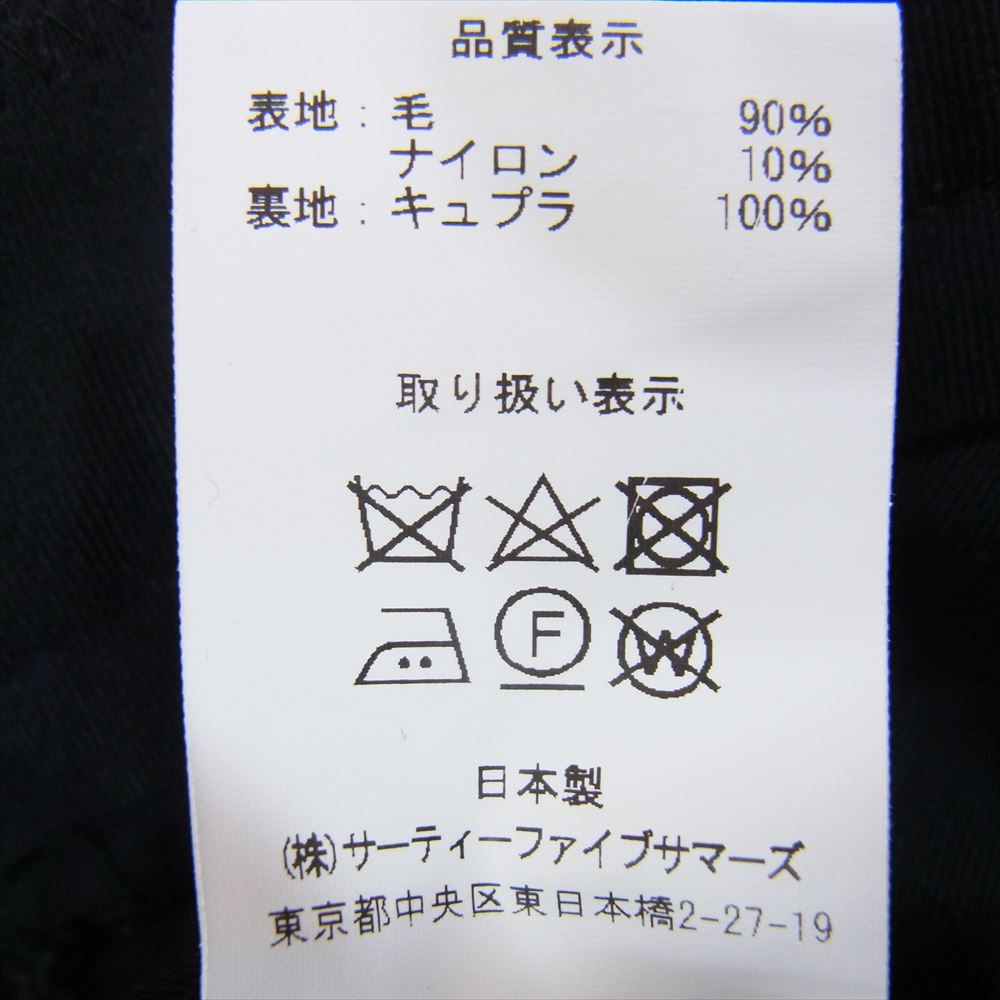 品質表示
表地：毛 90%
ナイロン 10%
裏地：キュプラ 100%
取り扱い表示
F W
日本製
(株)サーティーファイブサマーズ
東京都中央区東日本橋2-27-19